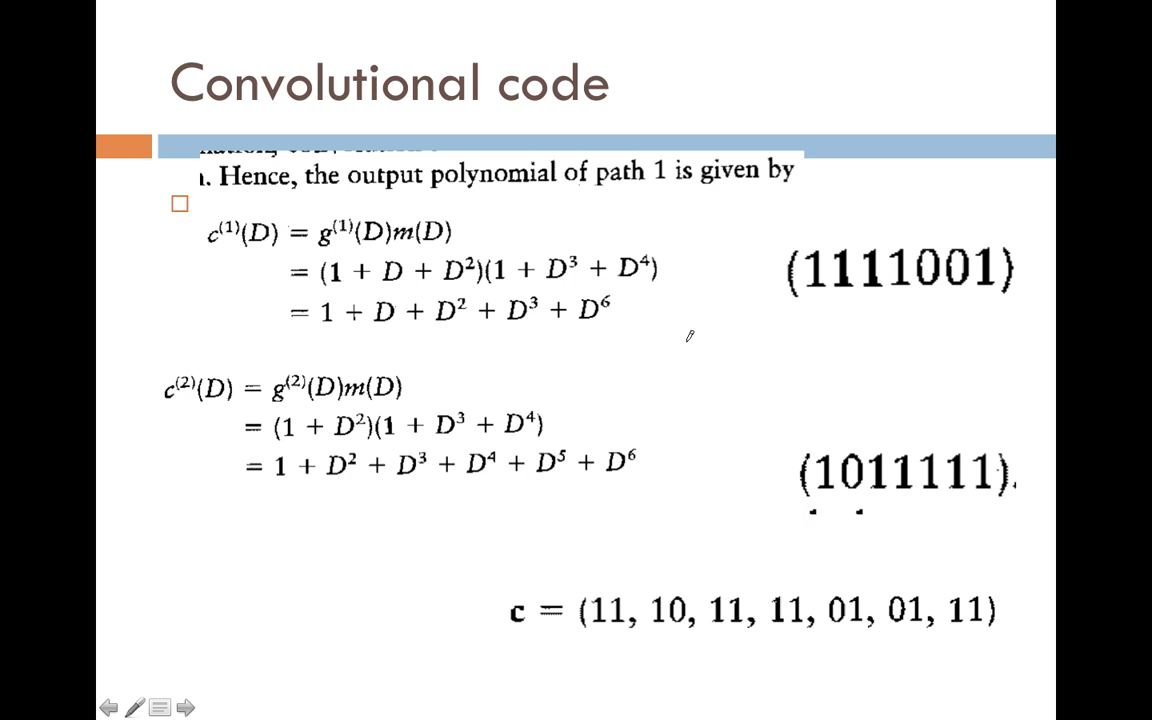 Convolutional code
. Hence, the output polynomial of path 1 is given by
c⁽¹⁾(D) = g⁽¹⁾(D)m(D)
= (1 + D + D²)(1 + D³ + D⁴)
(1111001)
= 1 + D + D² + D³ + D⁶
c⁽²⁾(D) = g⁽²⁾(D)m(D)
= (1 + D²)(1 + D³ + D⁴)
= 1 + D² + D³ + D⁴ + D⁵ + D⁶
(1011111).
c = (11, 10, 11, 11, 01, 01, 11)